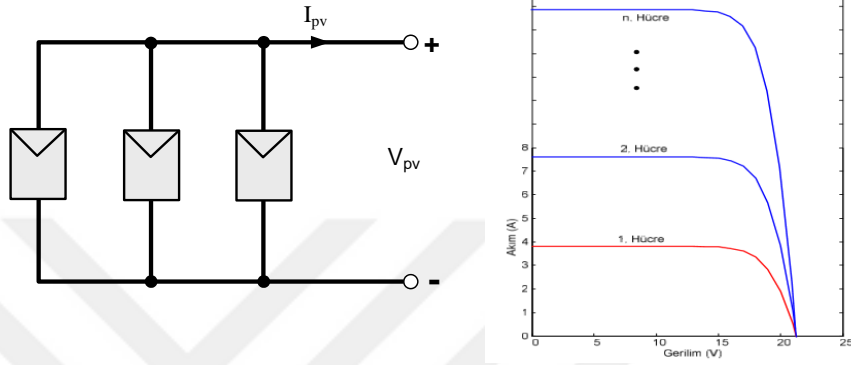 I_pv
+
V_pv
-
n. Hücre
2. Hücre
1. Hücre
Akım (A)
8
7
6
5
4
3
2
1
0
0 5 10 15 20 25
Gerilim (V)